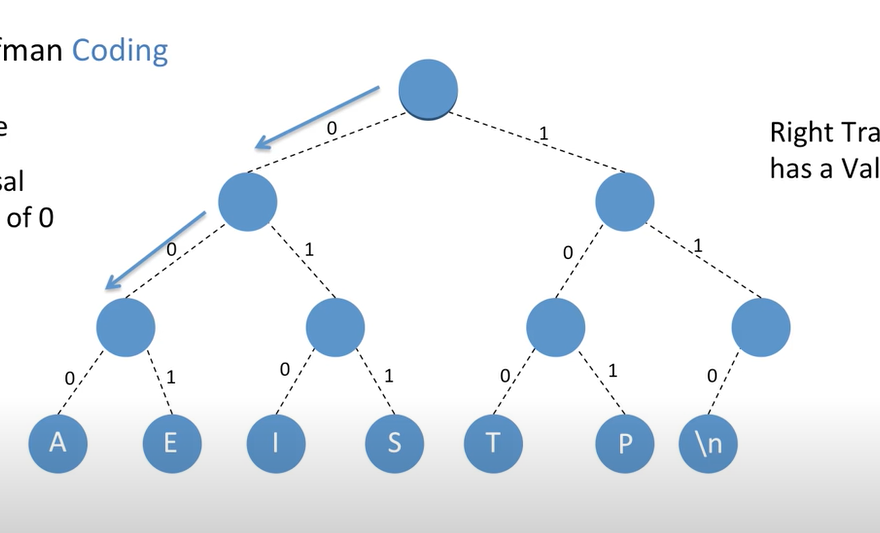 fman Coding
e
sal
of 0
Right Tra
has a Val
0
1
0
1
0
1
0
1
0
1
0
1
0
A
E
I
S
T
P
\n